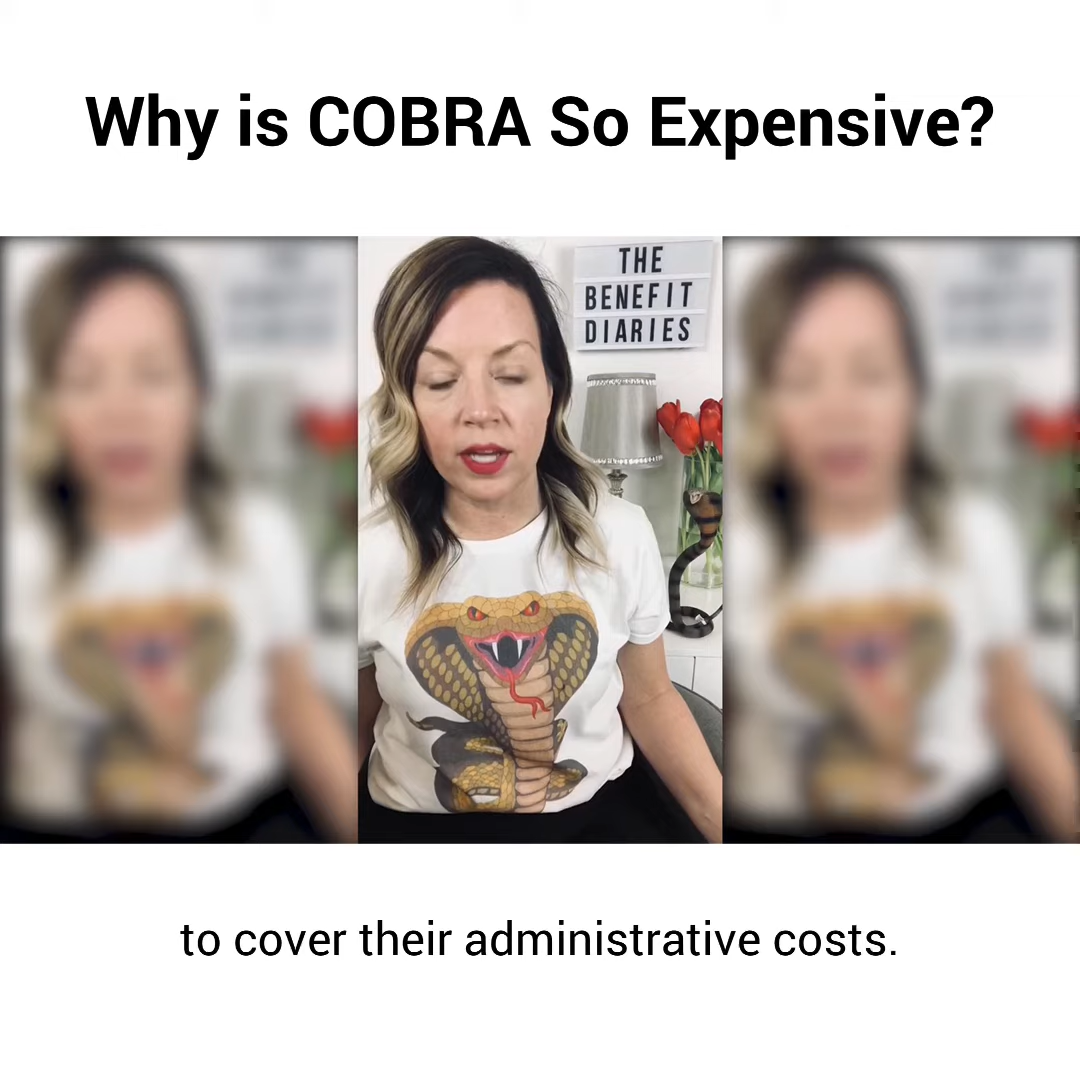 Why is COBRA So Expensive?
THE
BENEFIT
DIARIES
to cover their administrative costs.